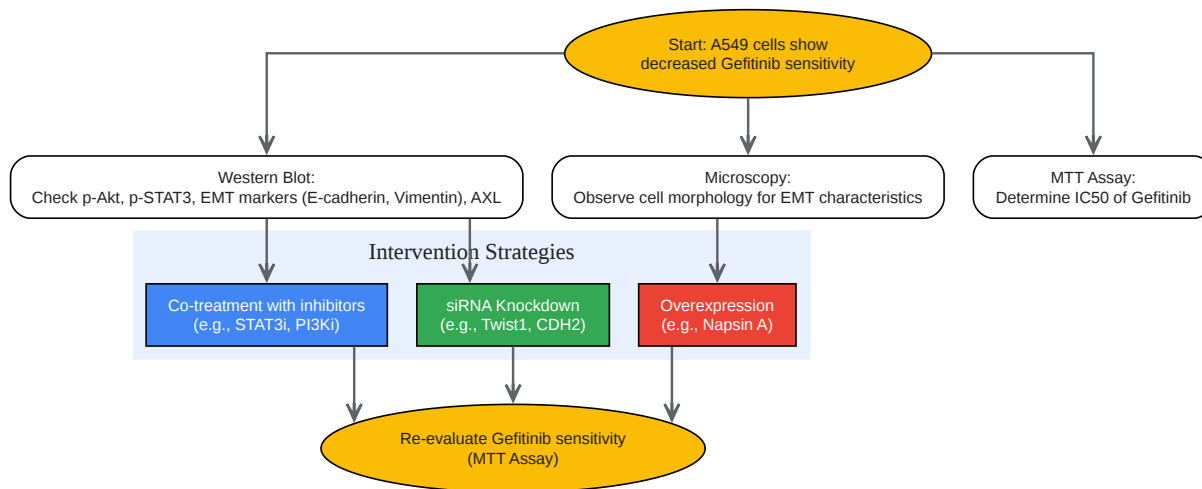 Start: A549 cells show
decreased Gefitinib sensitivity
Western Blot:
Check p-Akt, p-STAT3, EMT markers (E-cadherin, Vimentin), AXL
Microscopy:
Observe cell morphology for EMT characteristics
MTT Assay:
Determine IC50 of Gefitinib
Intervention Strategies
Co-treatment with inhibitors
(e.g., STAT3i, PI3Ki)
siRNA Knockdown
(e.g., Twist1, CDH2)
Overexpression
(e.g., Napsin A)
Re-evaluate Gefitinib sensitivity
(MTT Assay)